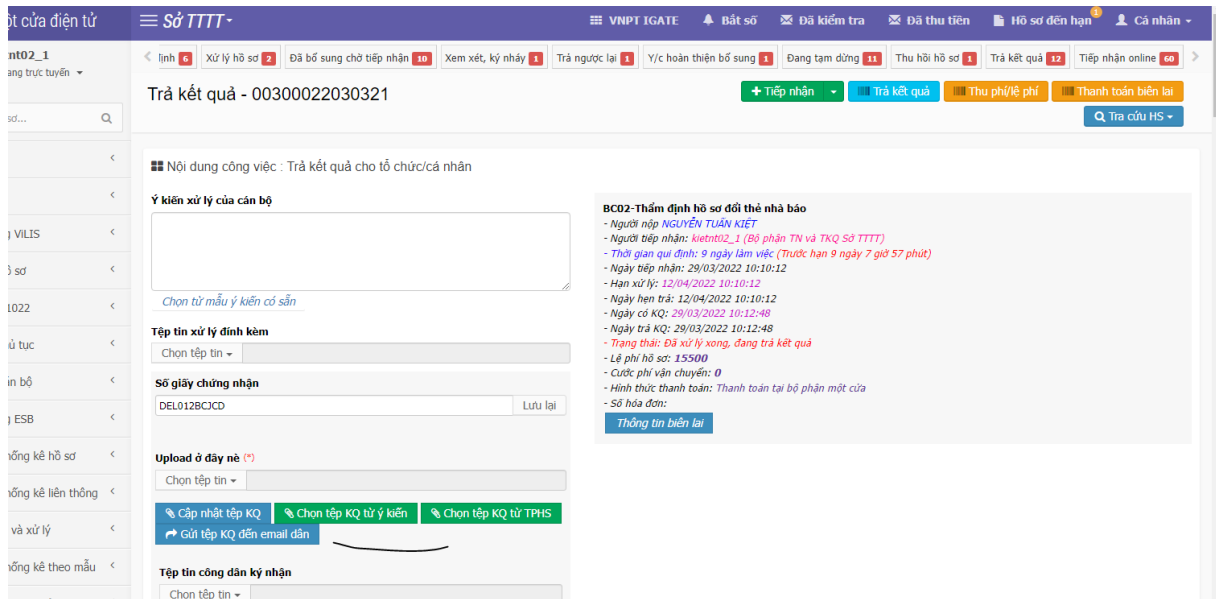 ột cửa điện tử
Sở TTTT
VNPT IGATE
Bắt số
Đã kiểm tra
Đã thu tiền
Hồ sơ đến hạn 1
Cá nhân
nt02_1
ang trực tuyến
định 6
Xử lý hồ sơ 2
Đã bổ sung chờ tiếp nhận 10
Xem xét, ký nháy 1
Trả ngược lại 1
Y/c hoàn thiện bổ sung 1
Đang tạm dừng 11
Thu hồi hồ sơ 1
Trả kết quả 12
Tiếp nhận online 60
Trả kết quả - 00300022030321
Tiếp nhận
Trả kết quả
Thu phí/lệ phí
Thanh toán biên lai
Tra cứu HS
sơ...
g ViLIS
ồ sơ
1022
hủ tục
án bộ
g ESB
hống kê hồ sơ
hống kê liên thông
và xử lý
hống kê theo mẫu
Nội dung công việc : Trả kết quả cho tổ chức/cá nhân
Ý kiến xử lý của cán bộ
Chọn từ mẫu ý kiến có sẵn
Tệp tin xử lý đính kèm
Chọn tệp tin
Số giấy chứng nhận
DEL012BCJCD
Lưu lại
Upload ở đây nè (*)
Chọn tệp tin
Cập nhật tệp KQ
Chọn tệp KQ từ ý kiến
Chọn tệp KQ từ TPHS
Gửi tệp KQ đến email dân
Tệp tin công dân ký nhận
Chọn tệp tin
BC02-Thẩm định hồ sơ đổi thẻ nhà báo
- Người nộp NGUYỄN TUẤN KIỆT
- Người tiếp nhận: kietnt02_1 (Bộ phận TN và TKQ Sở TTTT)
- Thời gian qui định: 9 ngày làm việc (Trước hạn 9 ngày 7 giờ 57 phút)
- Ngày tiếp nhận: 29/03/2022 10:10:12
- Hạn xử lý: 12/04/2022 10:10:12
- Ngày hẹn trả: 12/04/2022 10:10:12
- Ngày có KQ: 29/03/2022 10:12:48
- Ngày trả KQ: 29/03/2022 10:12:48
- Trạng thái: Đã xử lý xong, đang trả kết quả
- Lệ phí hồ sơ: 15500
- Cước phí vận chuyển: 0
- Hình thức thanh toán: Thanh toán tại bộ phận một cửa
- Số hóa đơn:
Thông tin biên lai